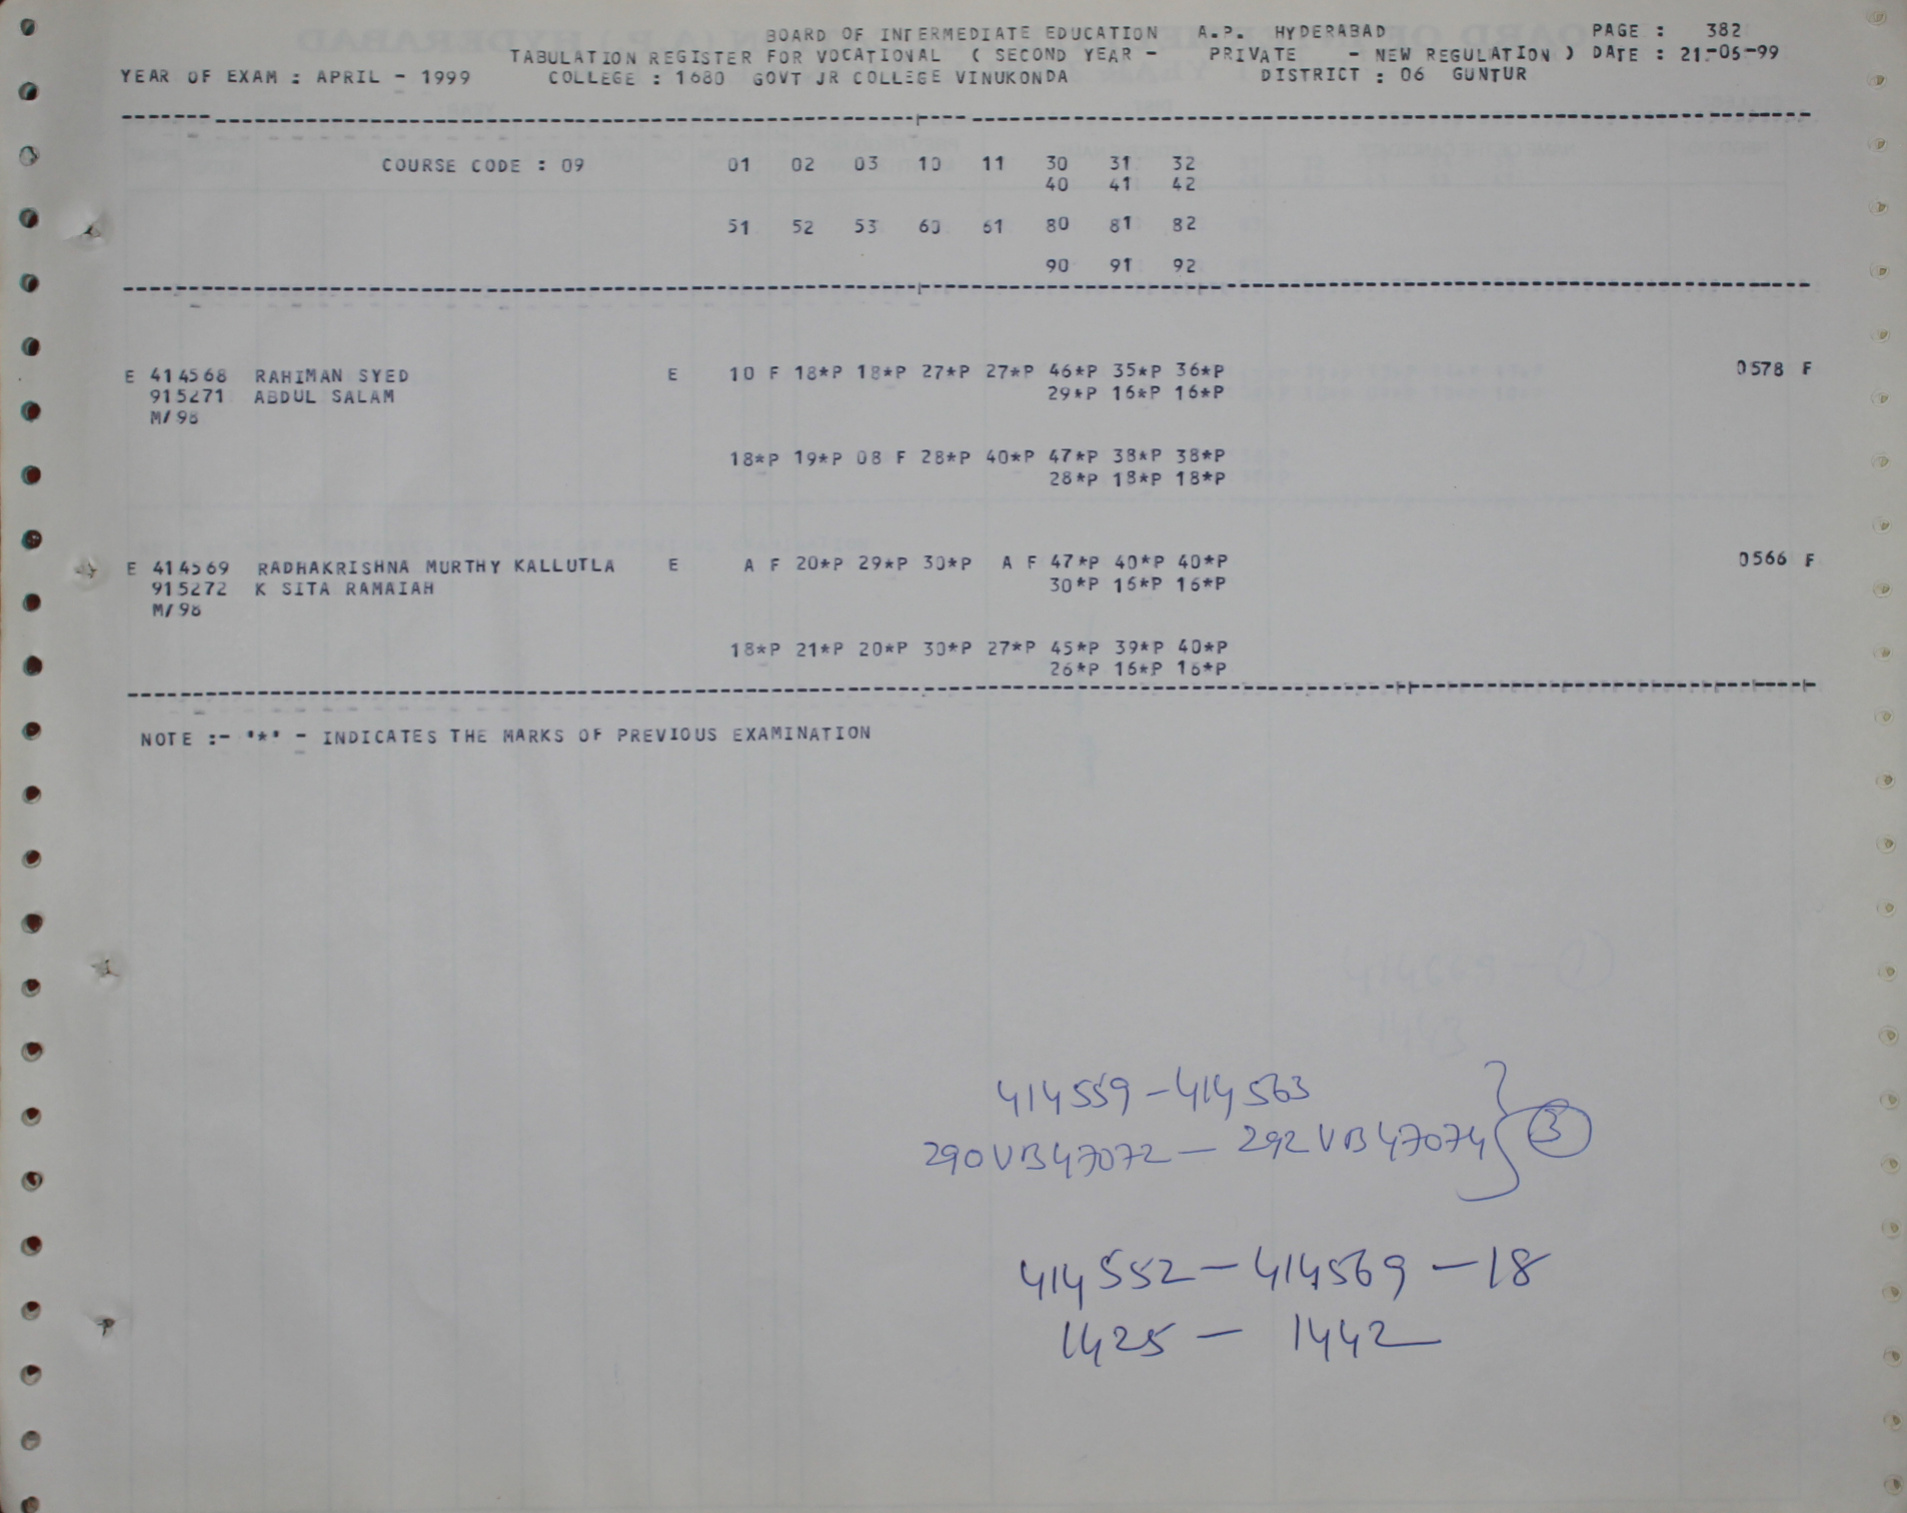 BOARD OF INTERMEDIATE EDUCATION A.P. HYDERABAD PAGE : 382
TABULATION REGISTER FOR VOCATIONAL ( SECOND YEAR - PRIVATE - NEW REGULATION ) DATE : 21-06-99
YEAR OF EXAM : APRIL - 1999 COLLEGE : 1680 GOVT JR COLLEGE VINUKONDA DISTRICT : 06 GUNTUR
COURSE CODE : 09 01 02 03 10 11 30 31 32
40 41 42
51 52 53 60 61 80 81 82
90 91 92
E 414568 RAHIMAN SYED E 10 F 18*P 18*P 27*P 27*P 46*P 35*P 36*P 0578 F
915271 ABDUL SALAM 29*P 16*P 16*P
M/98
18*P 19*P 08 F 28*P 40*P 47*P 38*P 38*P
28*P 18*P 18*P
E 414569 RADHAKRISHNA MURTHY KALLUTLA E A F 20*P 29*P 30*P A F 47*P 40*P 40*P 0566 F
915272 K SITA RAMAIAH 30*P 16*P 16*P
M/98
18*P 21*P 20*P 30*P 27*P 45*P 39*P 40*P
26*P 16*P 16*P
NOTE :- '*' - INDICATES THE MARKS OF PREVIOUS EXAMINATION
414559 - 414563
290VB47072 - 292VB47074 } 3
414552 - 414569 - 18
1425 - 1442